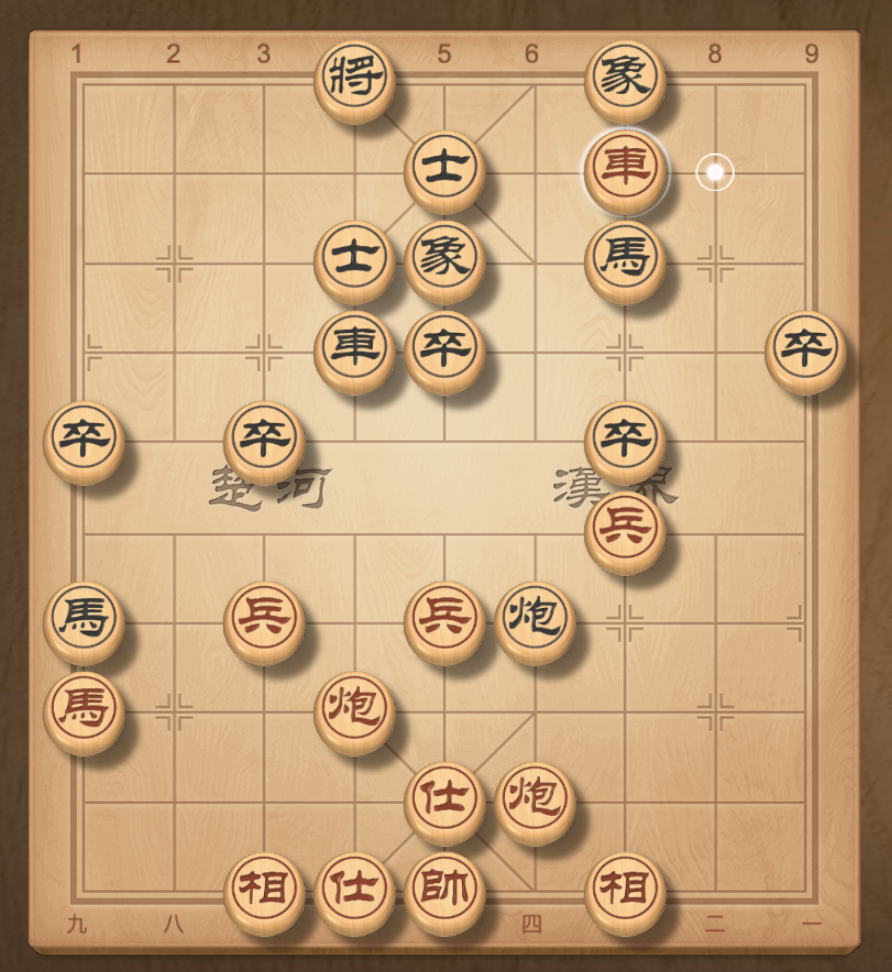 1 2 3 5 6 8 9
將 象
士 車
士 象 馬
車 卒 卒
卒 卒 卒
楚河 漢界
兵
馬 兵 兵 炮
馬 炮
仕 炮
相 仕 帥 相
九 八 四 二 一